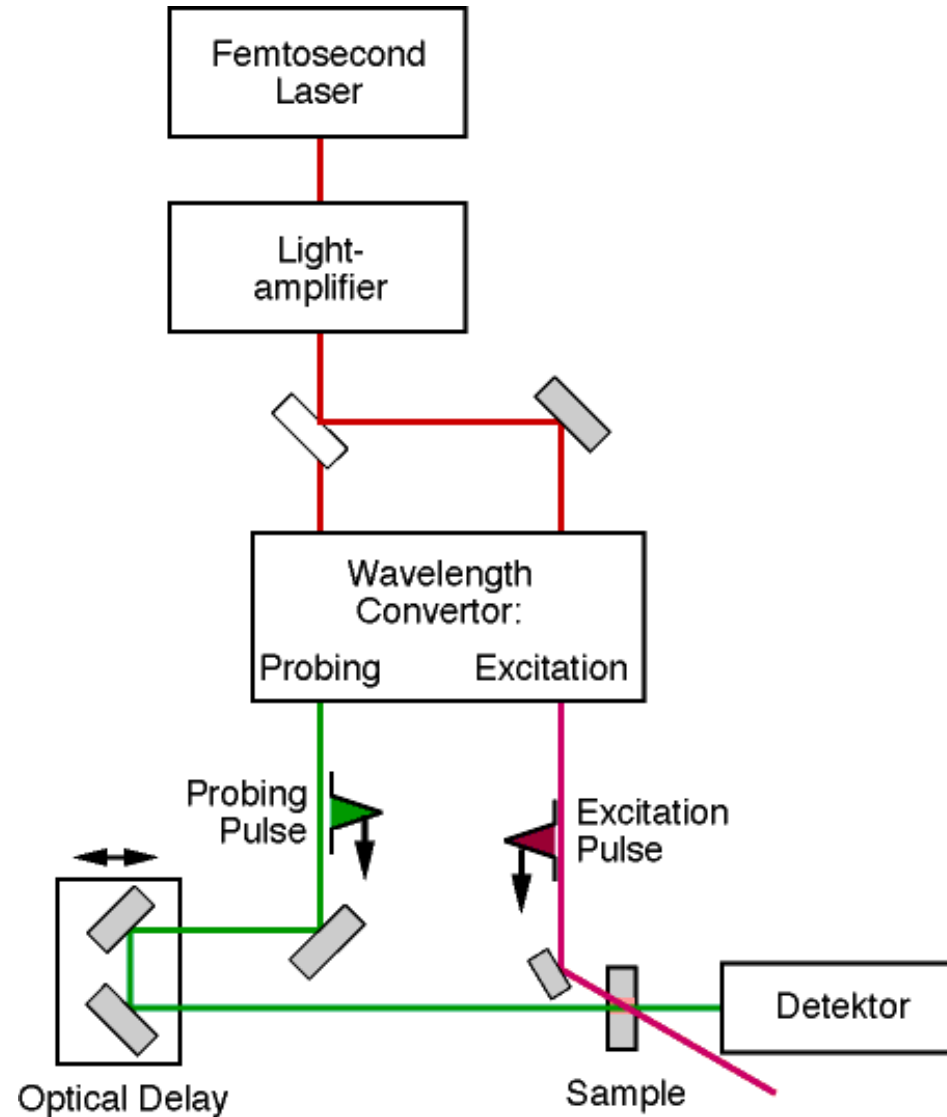 Femtosecond
Laser
Light-
amplifier
Wavelength
Convertor:
Probing Excitation
Probing
Pulse
Excitation
Pulse
Detektor
Optical Delay
Sample